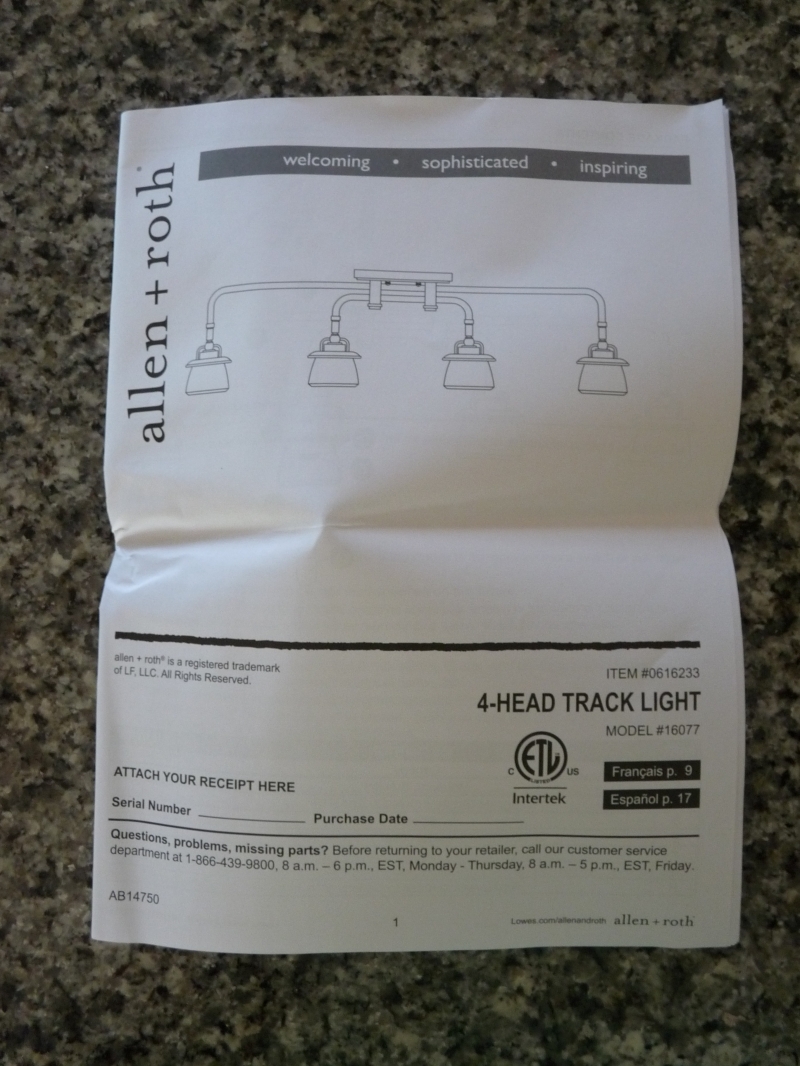 welcoming • sophisticated • inspiring
allen + roth®
allen + roth® is a registered trademark
of LF, LLC. All Rights Reserved.
ITEM #0616233
4-HEAD TRACK LIGHT
MODEL #16077
C ETL US
LISTED
Intertek
Français p. 9
Español p. 17
ATTACH YOUR RECEIPT HERE
Serial Number Purchase Date
Questions, problems, missing parts? Before returning to your retailer, call our customer service
department at 1-866-439-9800, 8 a.m. – 6 p.m., EST, Monday - Thursday, 8 a.m. – 5 p.m., EST, Friday.
AB14750
1
Lowes.com/allenandroth allen + roth®